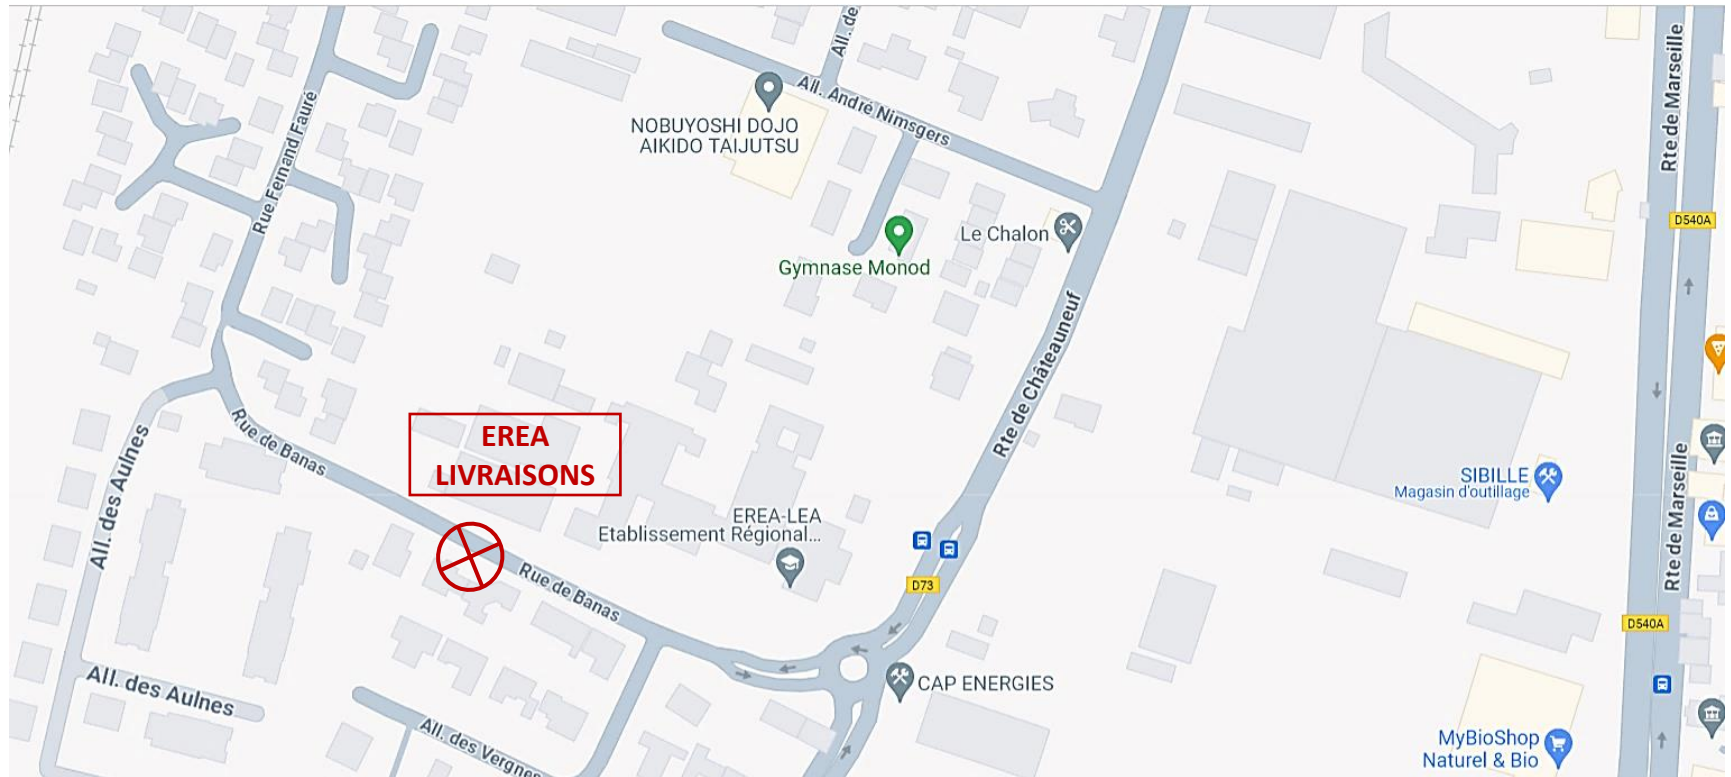 All. de
Rte de Marseille
All. André Nimsgers
NOBUYOSHI DOJO
AIKIDO TAIJUTSU
Rue Fernand Fauré
D540A
Le Chalon
Gymnase Monod
Rte de Châteauneuf
Rue de Banas
EREA
LIVRAISONS
All. des Aulnes
SIBILLE
Magasin d'outillage
EREA-LEA
Etablissement Régional...
Rte de Marseille
D73
Rue de Banas
D540A
All. des Aulnes
CAP ENERGIES
All. des Vergnes
MyBioShop
Naturel & Bio